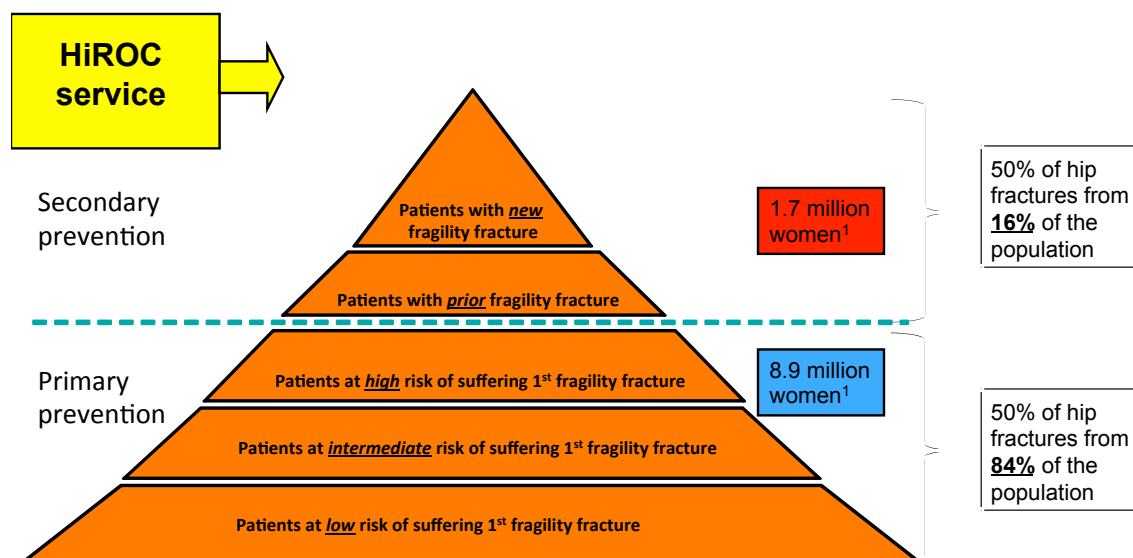 HiROC
service
Secondary
prevention
Patients with new
fragility fracture
1.7 million
women1
50% of hip
fractures from
16% of the
population
Patients with prior fragility fracture
Primary
prevention
Patients at high risk of suffering 1st fragility fracture
8.9 million
women1
Patients at intermediate risk of suffering 1st fragility fracture
50% of hip
fractures from
84% of the
population
Patients at low risk of suffering 1st fragility fracture